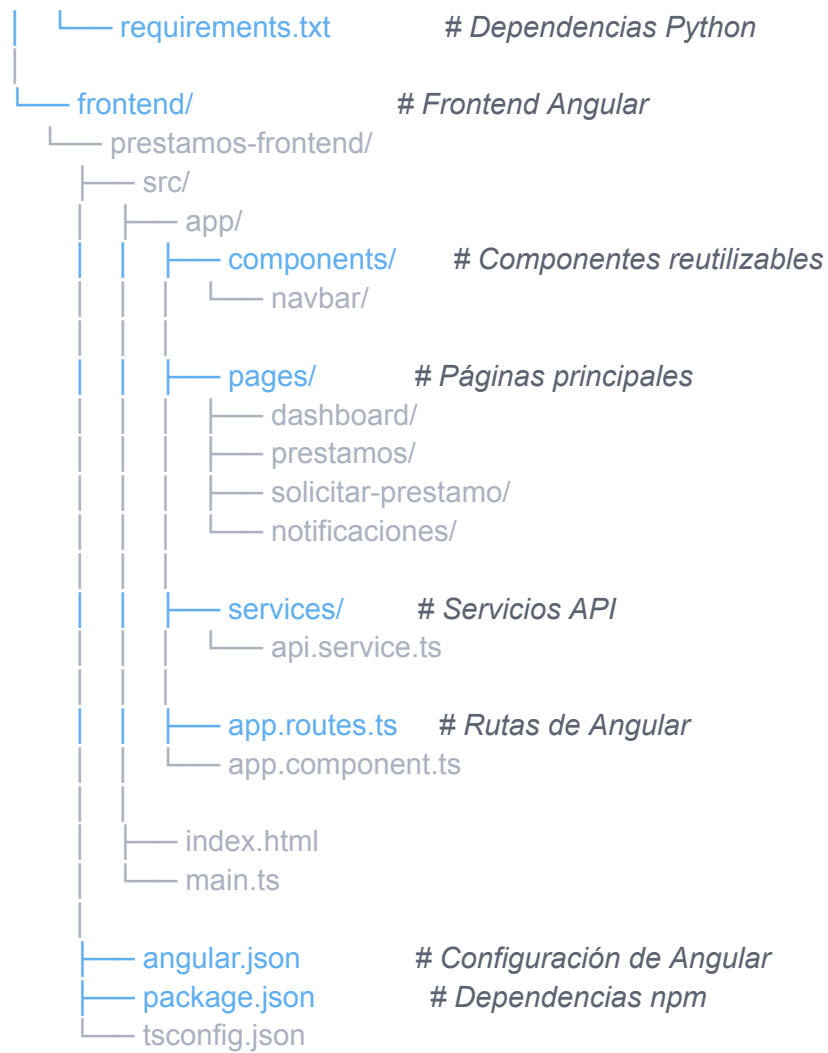 │ └── requirements.txt # Dependencias Python
│
└── frontend/ # Frontend Angular
└── prestamos-frontend/
├── src/
│ ├── app/
│ │ ├── components/ # Componentes reutilizables
│ │ │ └── navbar/
│ │ │
│ │ ├── pages/ # Páginas principales
│ │ │ ├── dashboard/
│ │ │ ├── prestamos/
│ │ │ ├── solicitar-prestamo/
│ │ │ └── notificaciones/
│ │ │
│ │ ├── services/ # Servicios API
│ │ │ └── api.service.ts
│ │ │
│ │ ├── app.routes.ts # Rutas de Angular
│ │ └── app.component.ts
│ │
│ ├── index.html
│ └── main.ts
│
├── angular.json # Configuración de Angular
├── package.json # Dependencias npm
└── tsconfig.json